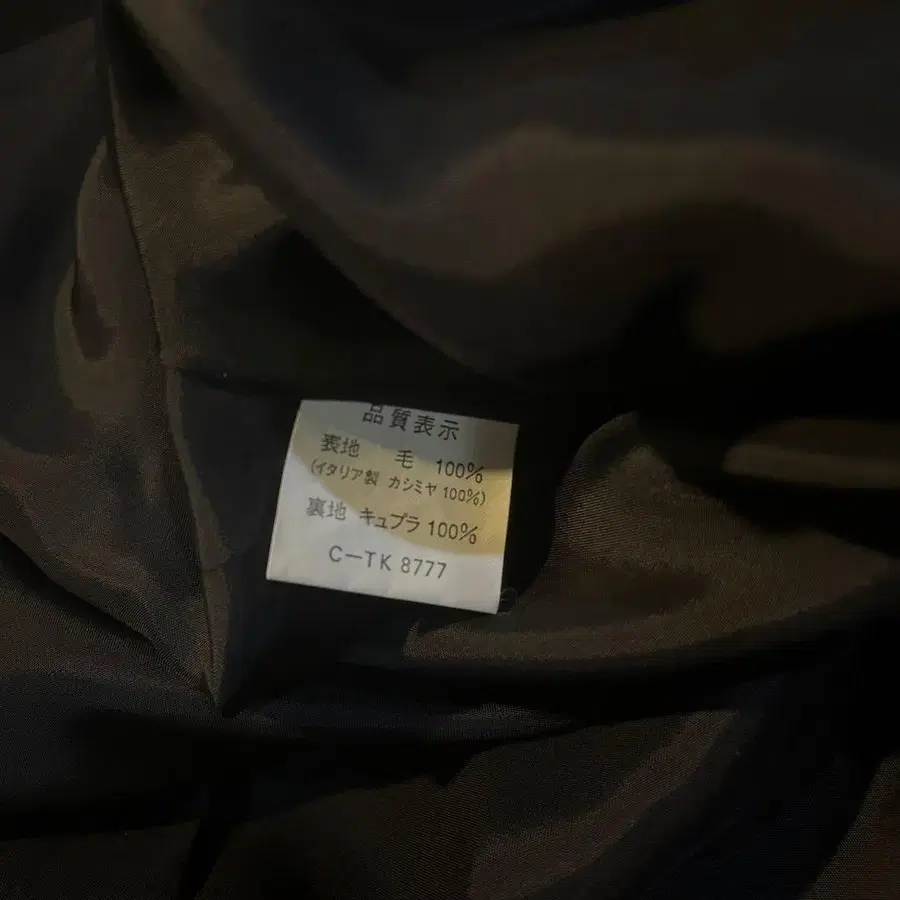 品質表示
表地 毛 100%
(イタリア製 カシミヤ 100%)
裏地 キュプラ 100%
C-TK 8777